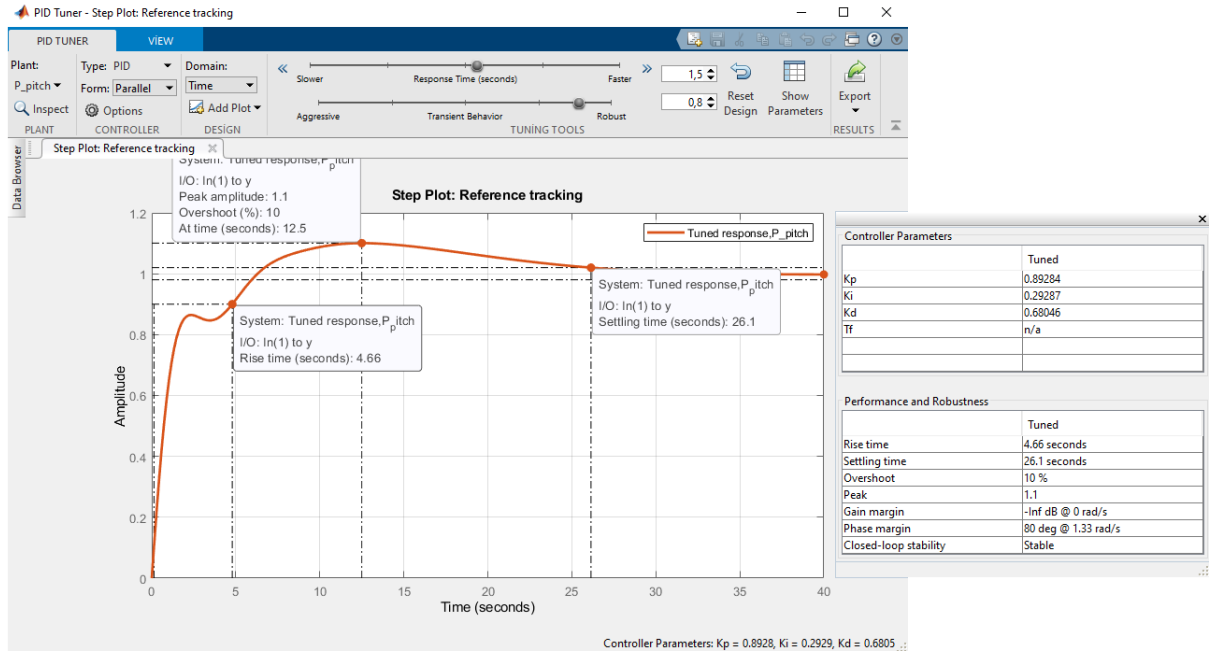 PID Tuner - Step Plot: Reference tracking
PID TUNER
VİEW
Plant:
P_pitch
Inspect
PLANT
Type: PID
Form: Parallel
Options
CONTROLLER
Domain:
Time
Add Plot
DESİGN
Slower
Response Time (seconds)
Faster
Aggressive
Transient Behavior
Robust
TUNİNG TOOLS
1,5
0,8
Reset
Design
Show
Parameters
Export
RESULTS
Data Browser
Step Plot: Reference tracking
System: Tuned response,P_pitch
I/O: In(1) to y
Peak amplitude: 1.1
Overshoot (%): 10
At time (seconds): 12.5
Step Plot: Reference tracking
Tuned response,P_pitch
System: Tuned response,P_pitch
I/O: In(1) to y
Rise time (seconds): 4.66
System: Tuned response,P_pitch
I/O: In(1) to y
Settling time (seconds): 26.1
Amplitude
1.2
1
0.8
0.6
0.4
0.2
0
0 5 10 15 20 25 30 35 40
Time (seconds)
Controller Parameters: Kp = 0.8928, Ki = 0.2929, Kd = 0.6805
Controller Parameters
Tuned
Kp 0.89284
Ki 0.29287
Kd 0.68046
Tf n/a
Performance and Robustness
Tuned
Rise time 4.66 seconds
Settling time 26.1 seconds
Overshoot 10 %
Peak 1.1
Gain margin -Inf dB @ 0 rad/s
Phase margin 80 deg @ 1.33 rad/s
Closed-loop stability Stable